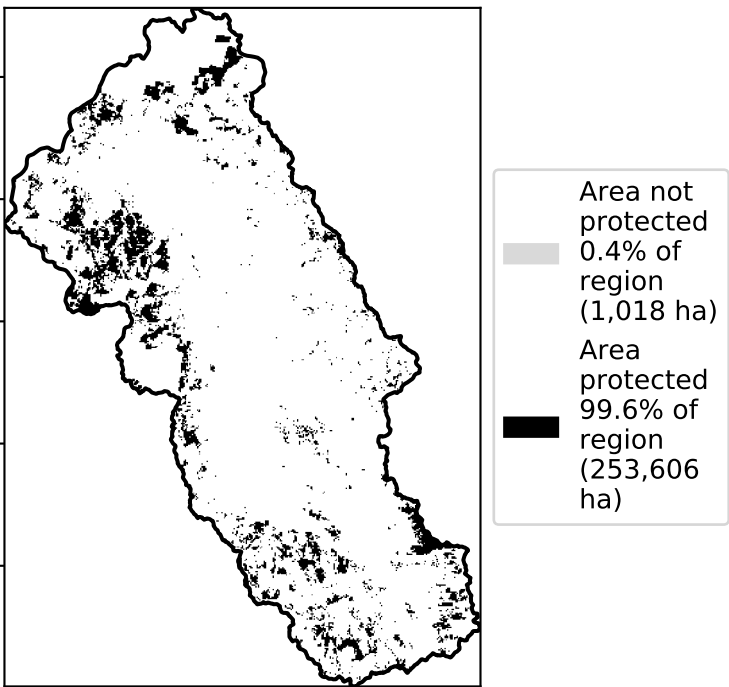 Area not
protected
0.4% of
region
(1,018 ha)
Area
protected
99.6% of
region
(253,606
ha)